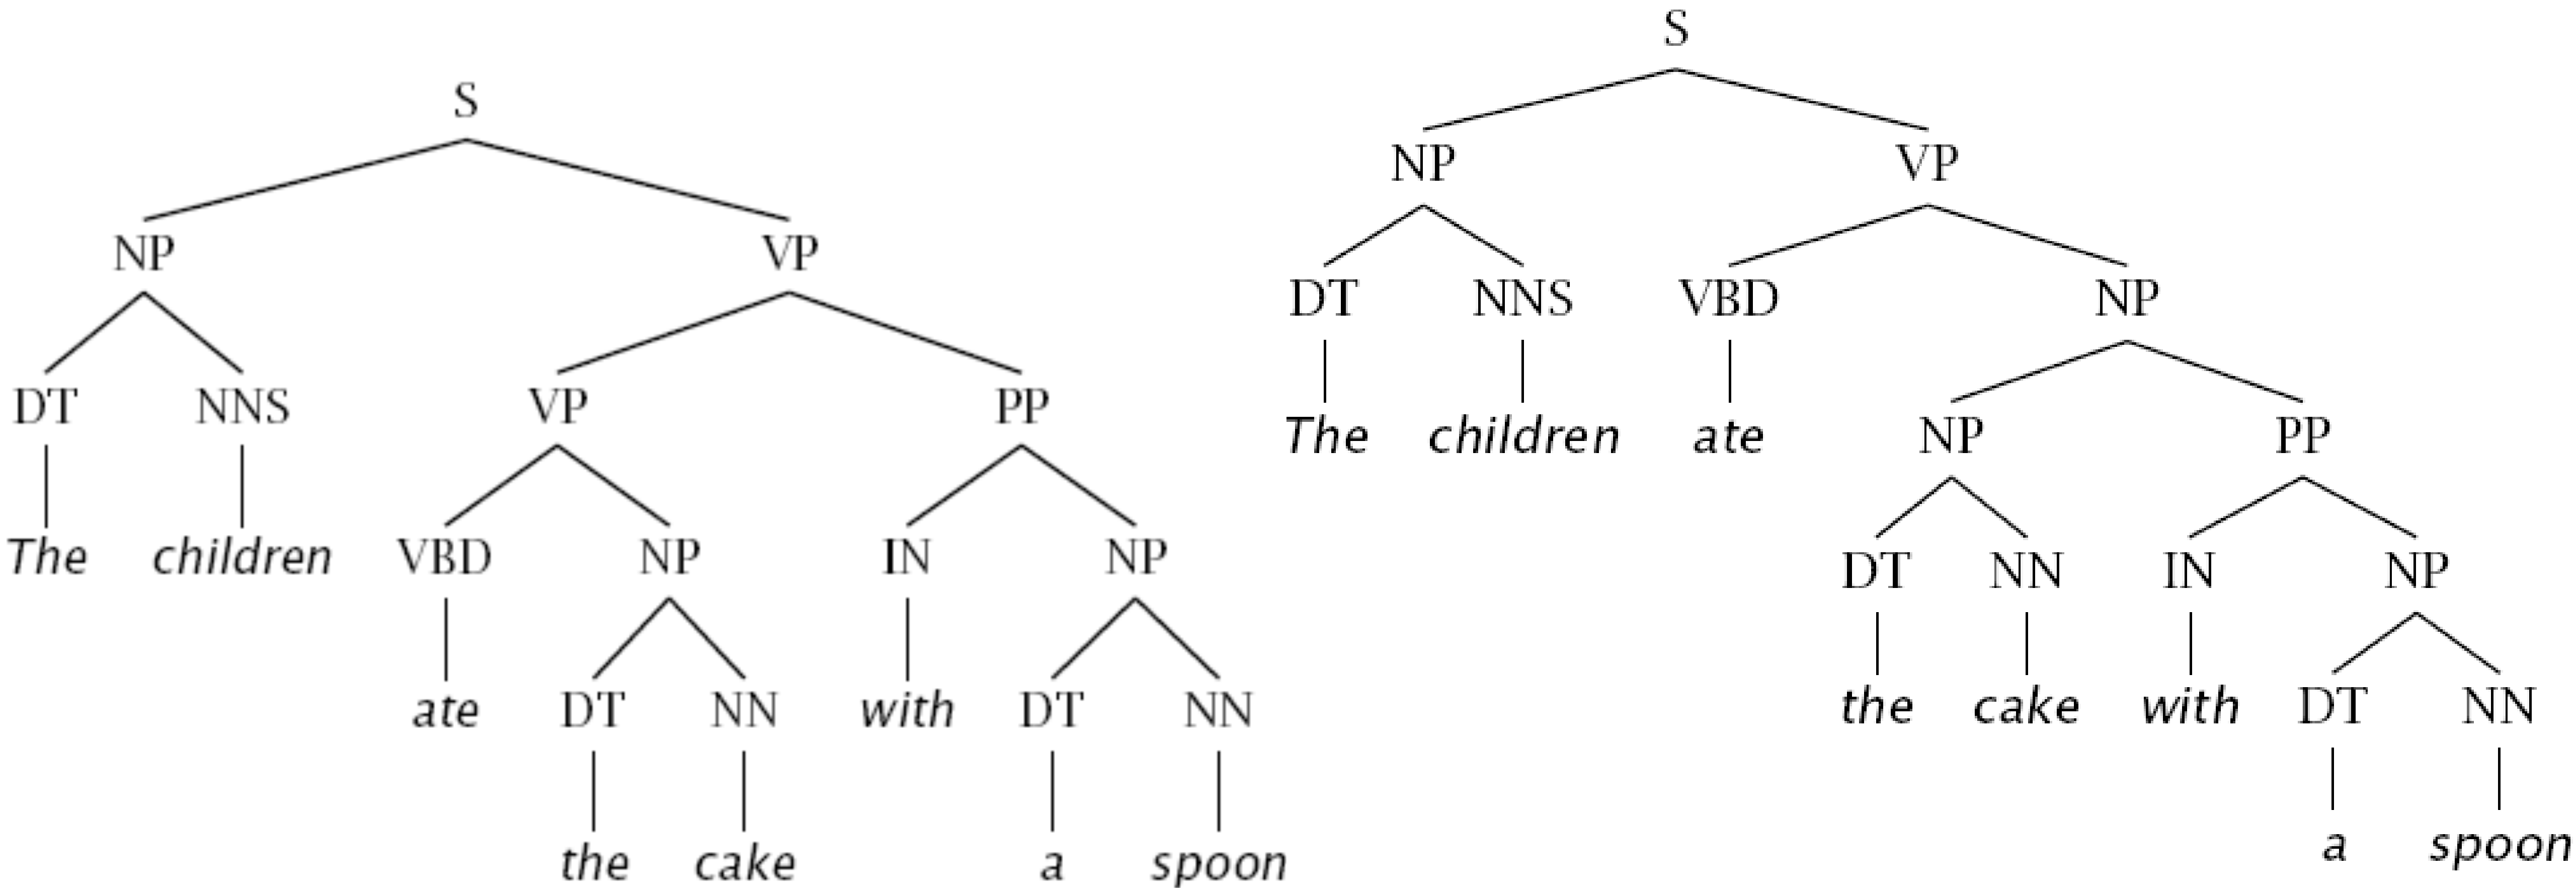 S
NP VP
DT NNS VP PP
The children VBD NP IN NP
ate DT NN with DT NN
the cake a spoon
S
NP VP
DT NNS VBD NP
The children ate NP PP
DT NN IN NP
the cake with DT NN
a spoon